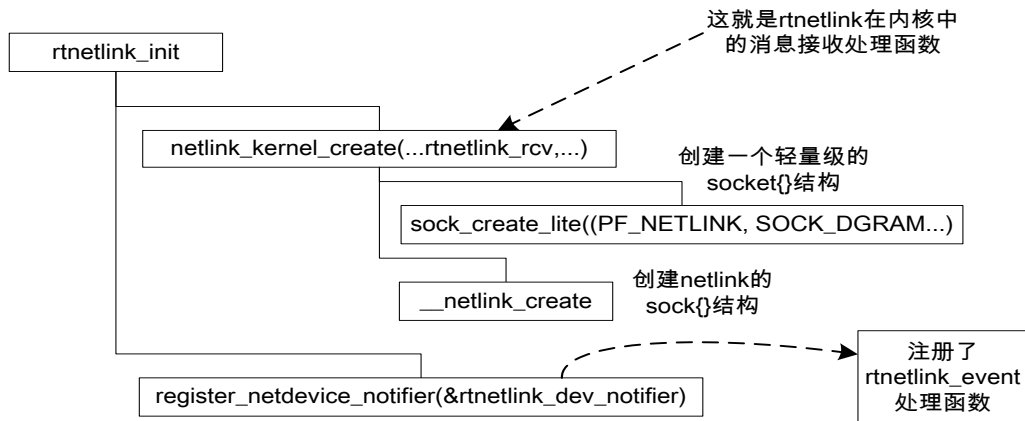 这就是rtnetlink在内核中
的消息接收处理函数
rtnetlink_init
netlink_kernel_create(...rtnetlink_rcv,...)
创建一个轻量级的
socket{}结构
sock_create_lite((PF_NETLINK, SOCK_DGRAM...)
__netlink_create
创建netlink的
sock{}结构
register_netdevice_notifier(&rtnetlink_dev_notifier)
注册了
rtnetlink_event
处理函数